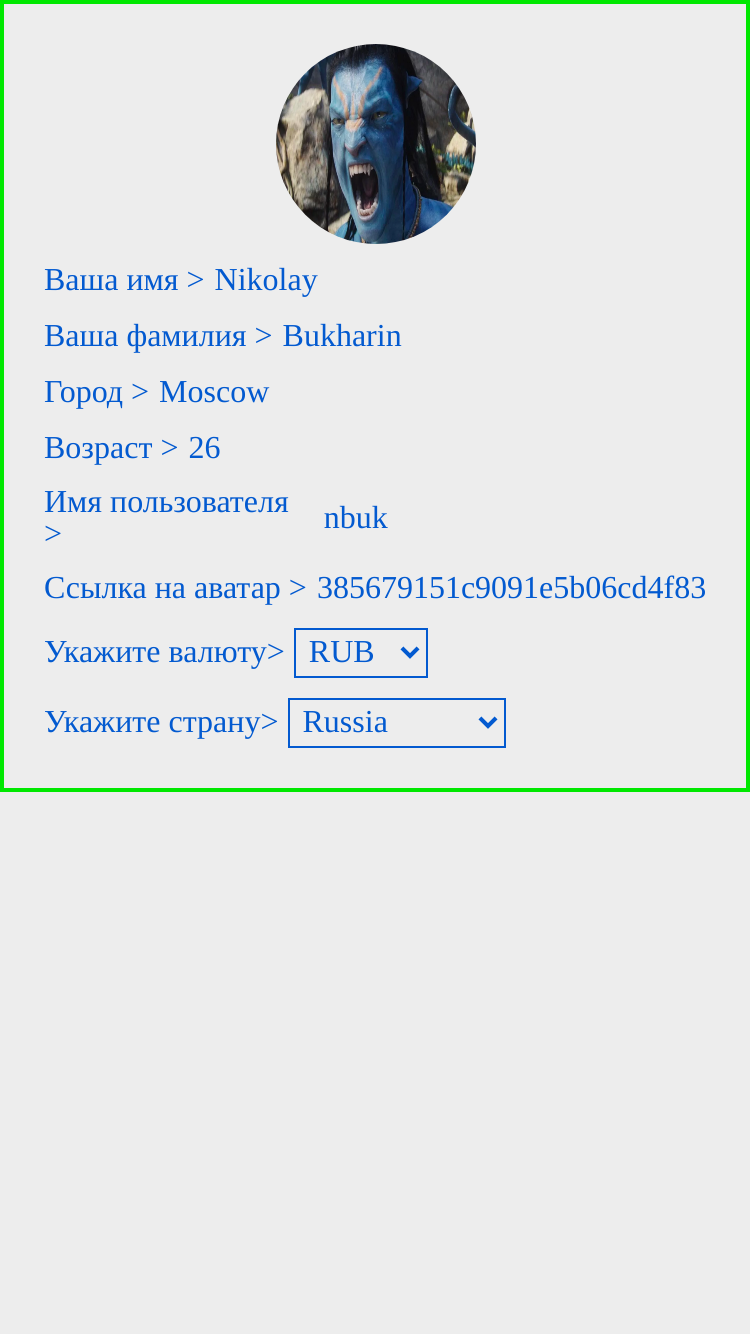 Ваша имя > Nikolay
Ваша фамилия > Bukharin
Город > Moscow
Возраст > 26
Имя пользователя
> nbuk
Ссылка на аватар > 385679151c9091e5b06cd4f83
Укажите валюту> RUB
Укажите страну> Russia